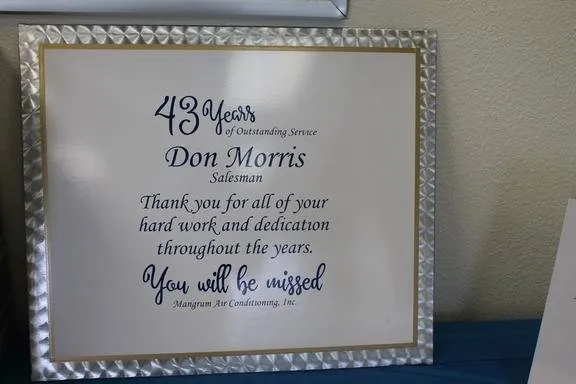 43 Years
of Outstanding Service
Don Morris
Salesman
Thank you for all of your
hard work and dedication
throughout the years.
You will be missed
Mangrum Air Conditioning, Inc.